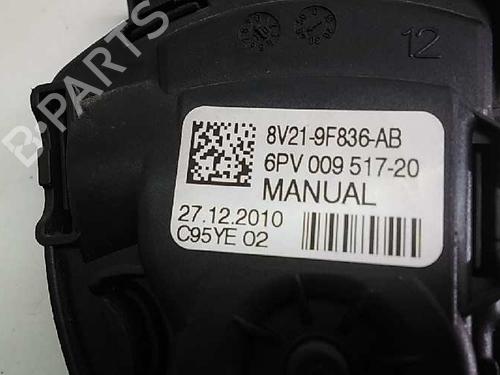 B-PARTS
12
8V21-9F836-AB
6PV 009 517-20
MANUAL
27.12.2010
C95YE 02